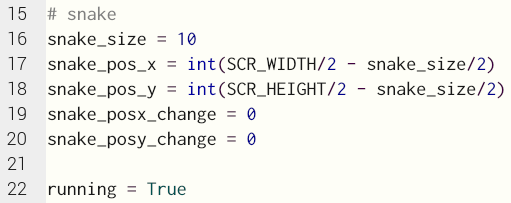 15 # snake
16 snake_size = 10
17 snake_pos_x = int(SCR_WIDTH/2 - snake_size/2)
18 snake_pos_y = int(SCR_HEIGHT/2 - snake_size/2)
19 snake_posx_change = 0
20 snake_posy_change = 0
21
22 running = True